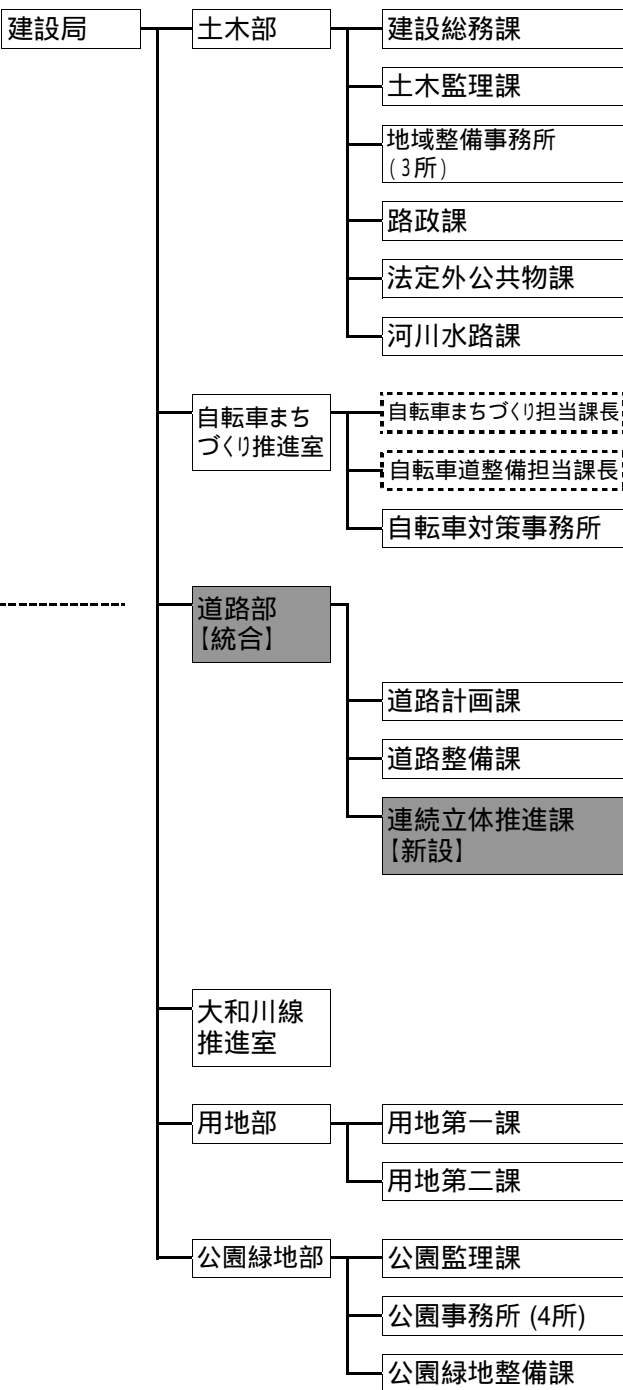 建設局
土木部
建設総務課
土木監理課
地域整備事務所
(3所)
路政課
法定外公共物課
河川水路課
自転車まち
づくり推進室
自転車まちづくり担当課長
自転車道整備担当課長
自転車対策事務所
道路部
【統合】
道路計画課
道路整備課
連続立体推進課
【新設】
大和川線
推進室
用地部
用地第一課
用地第二課
公園緑地部
公園監理課
公園事務所 (4所)
公園緑地整備課